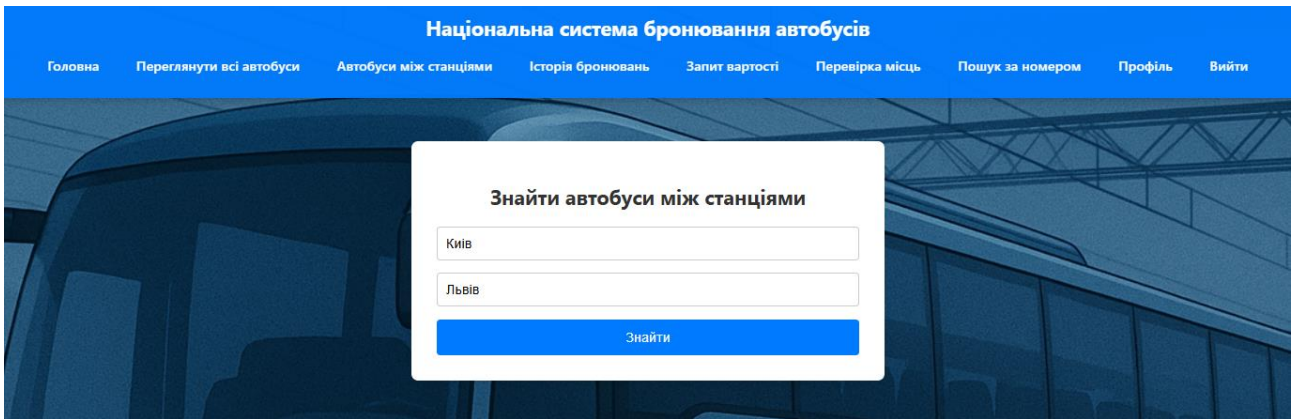 Національна система бронювання автобусів
Головна Переглянути всі автобуси Автобуси між станціями Історія бронювань Запит вартості Перевірка місць Пошук за номером Профіль Вийти
Знайти автобуси між станціями
Київ
Львів
Знайти